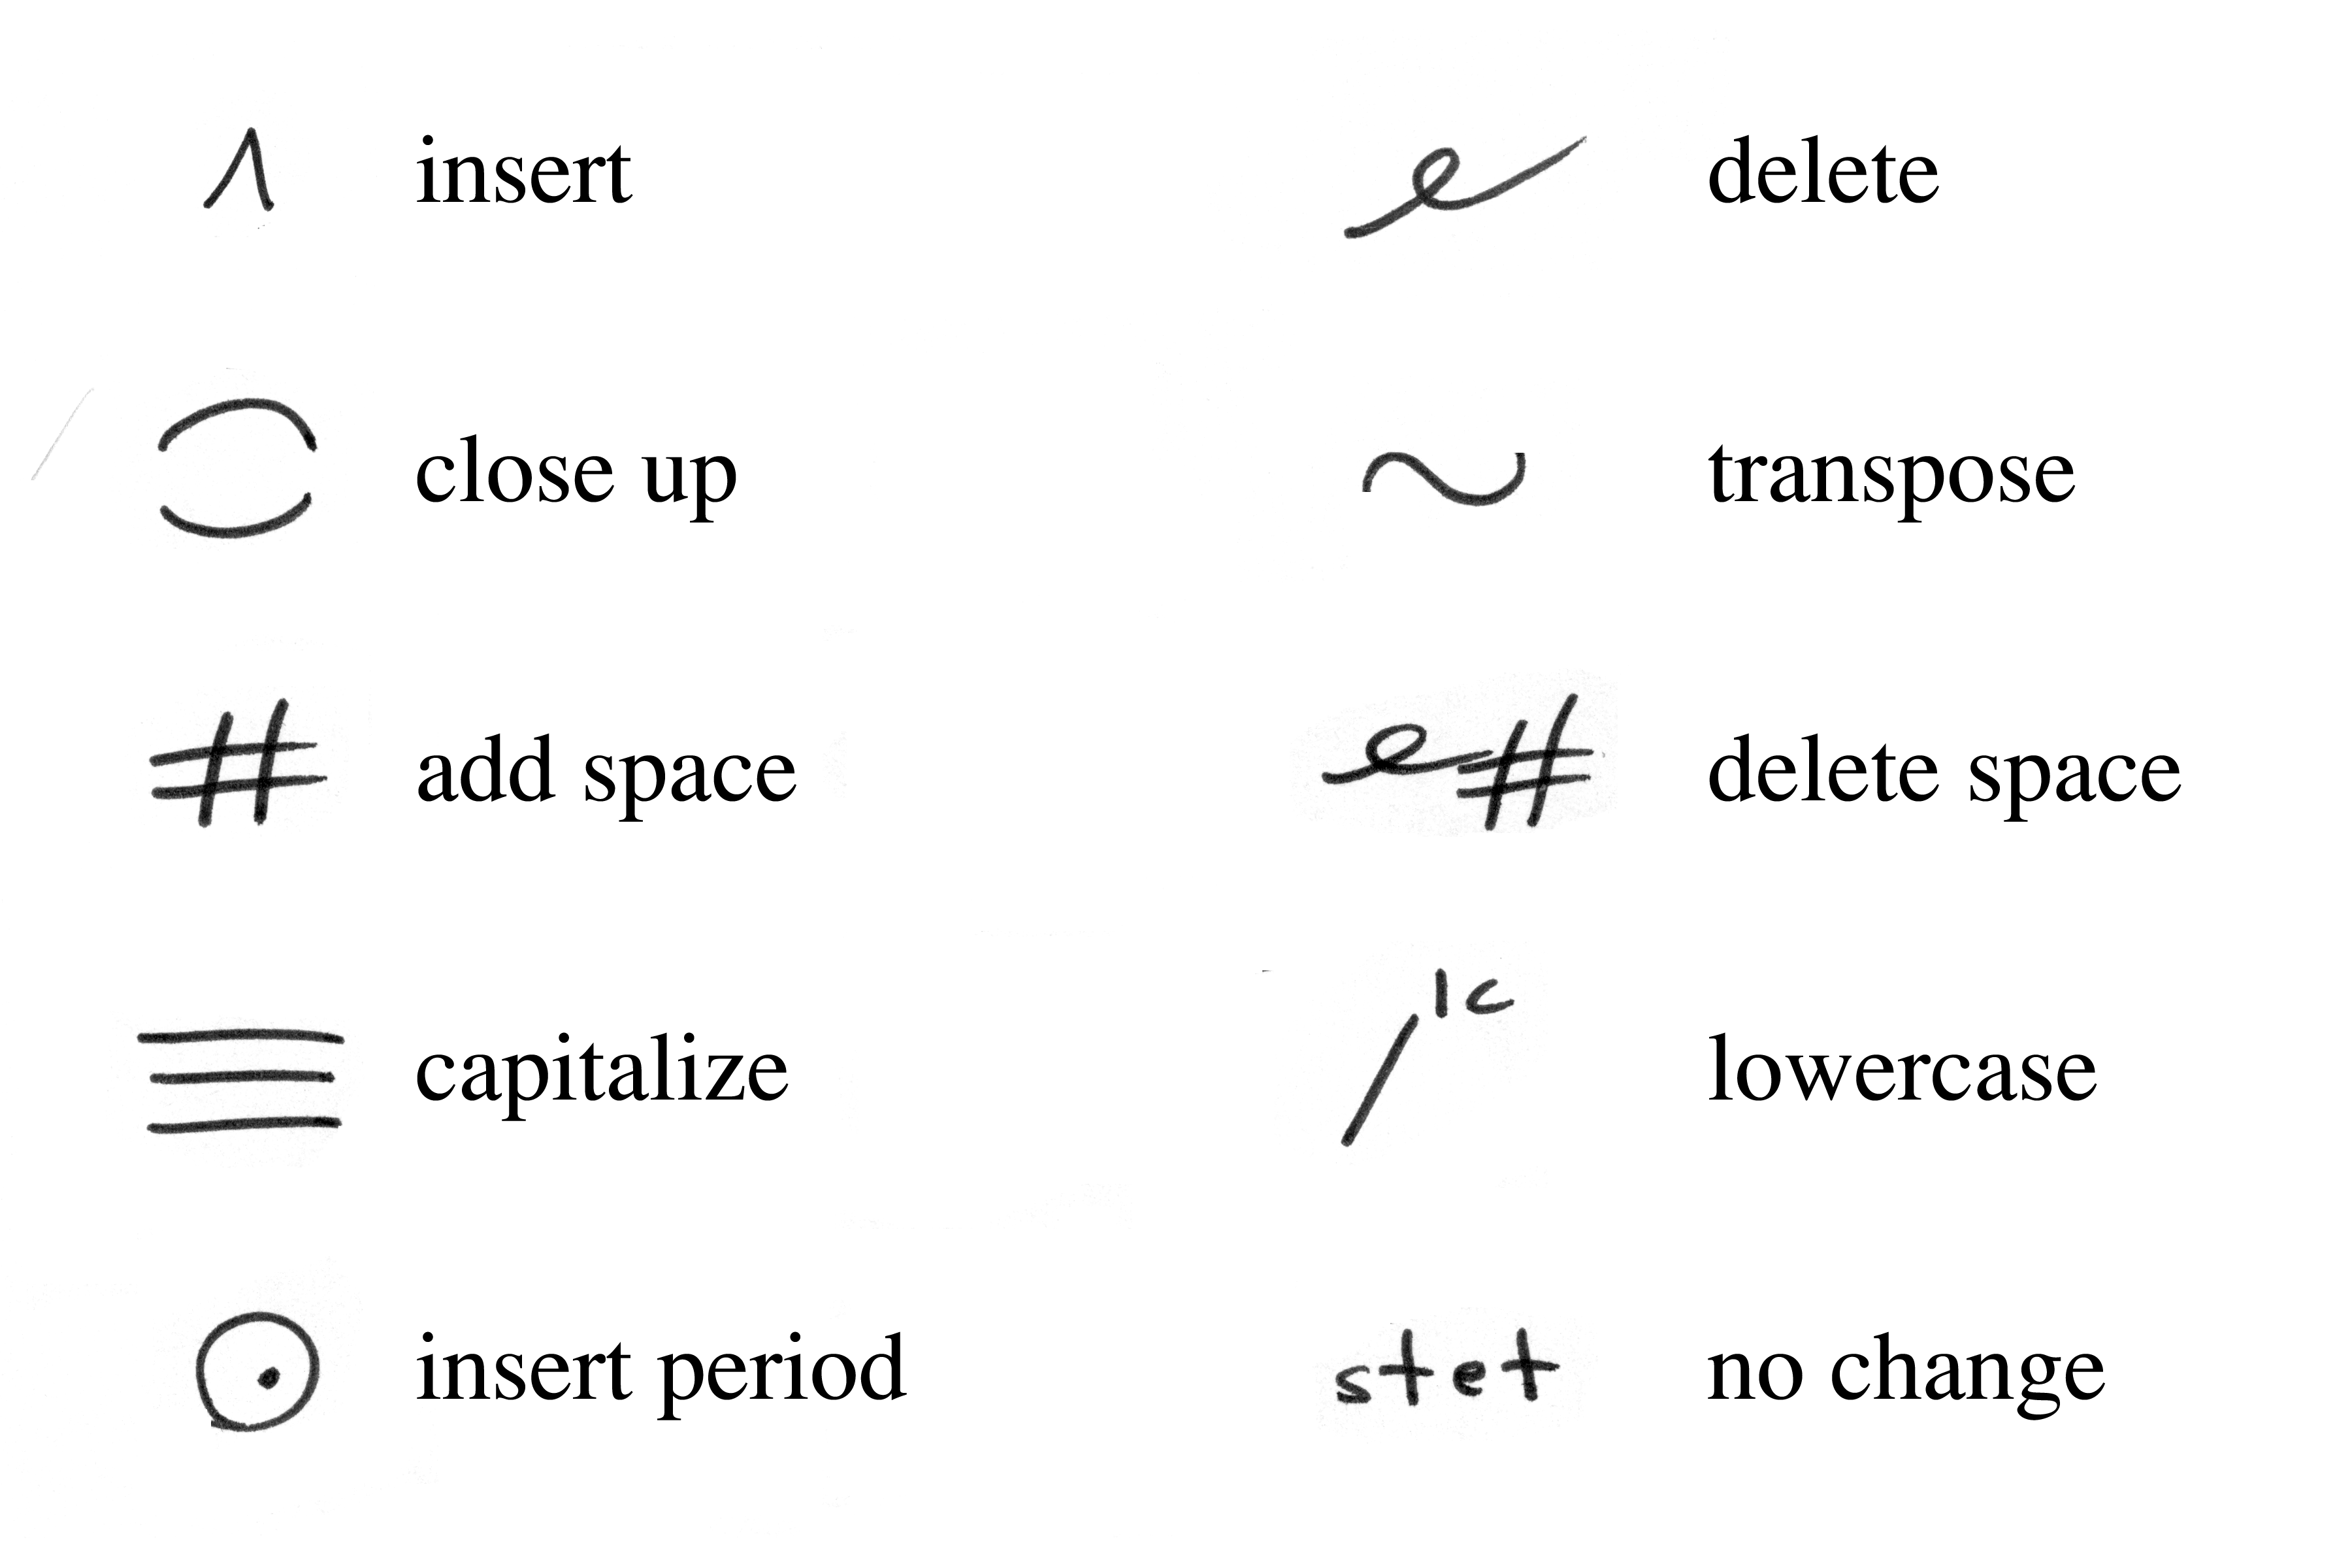 insert
delete
close up
transpose
# add space
# delete space
capitalize
lc lowercase
insert period
stet no change